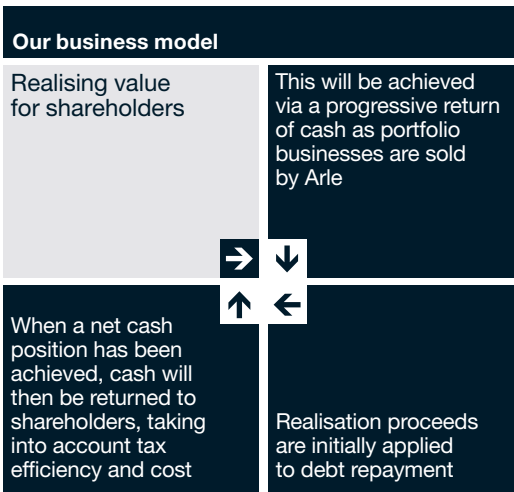 Our business model
Realising value
for shareholders
This will be achieved
via a progressive return
of cash as portfolio
businesses are sold
by Arle
When a net cash
position has been
achieved, cash will
then be returned to
shareholders, taking
into account tax
efficiency and cost
Realisation proceeds
are initially applied
to debt repayment